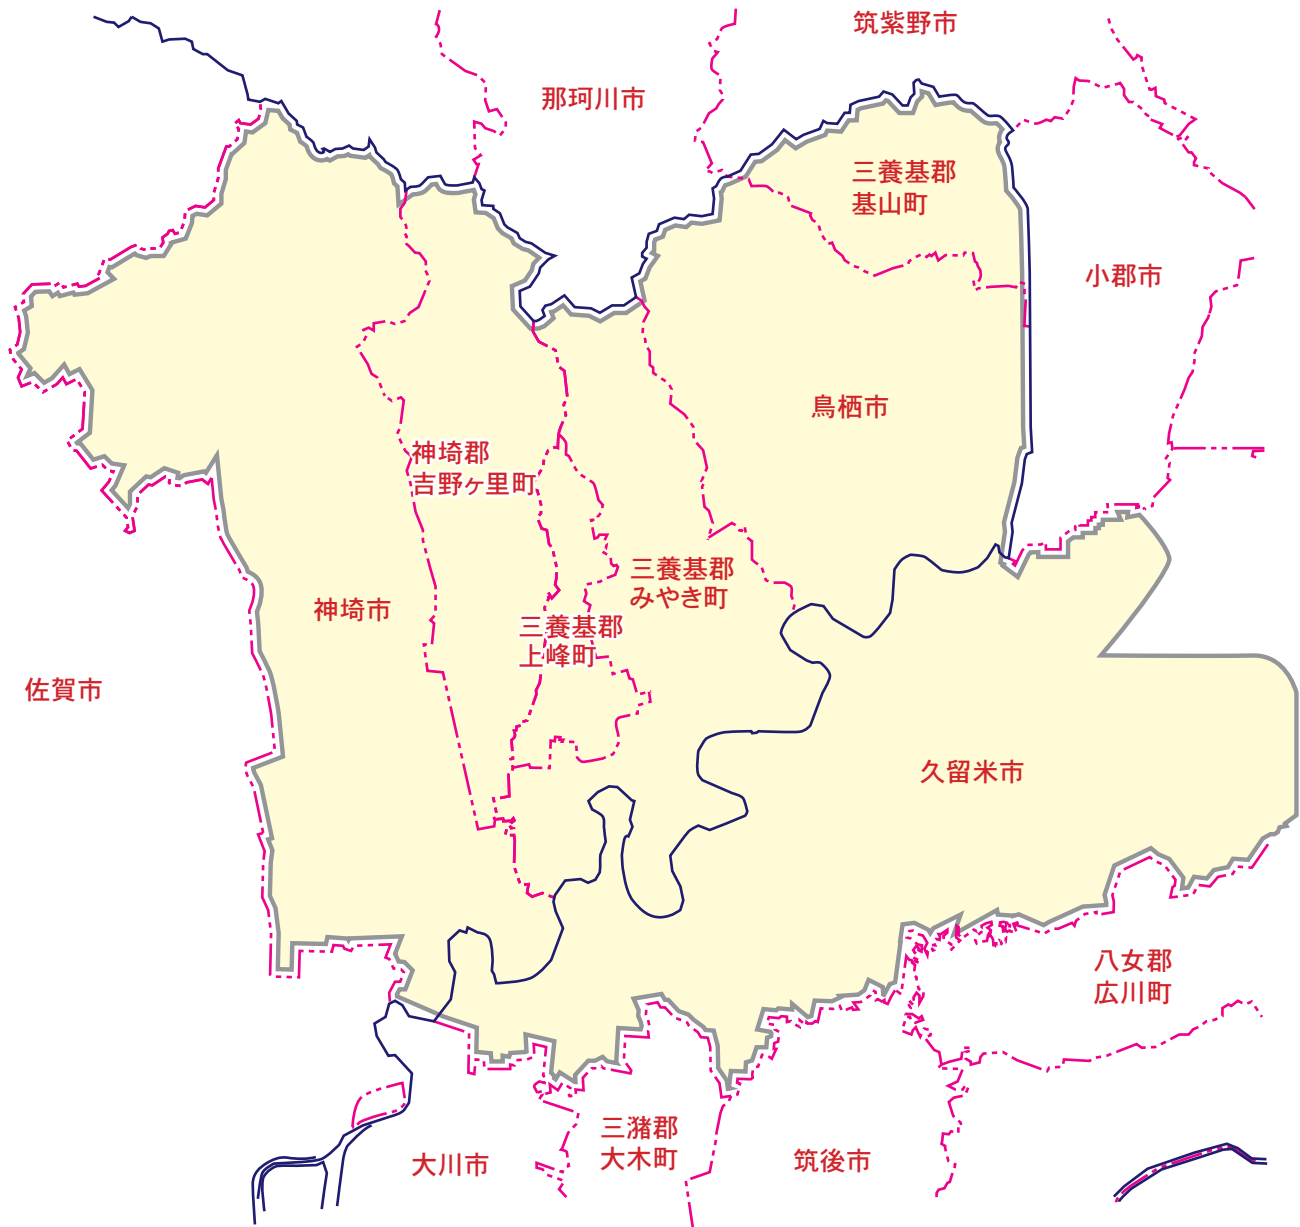 筑紫野市
那珂川市
三養基郡
基山町
小郡市
鳥栖市
神埼郡
吉野ヶ里町
三養基郡
みやき町
神埼市
三養基郡
上峰町
佐賀市
久留米市
八女郡
広川町
三潴郡
大木町
大川市
筑後市